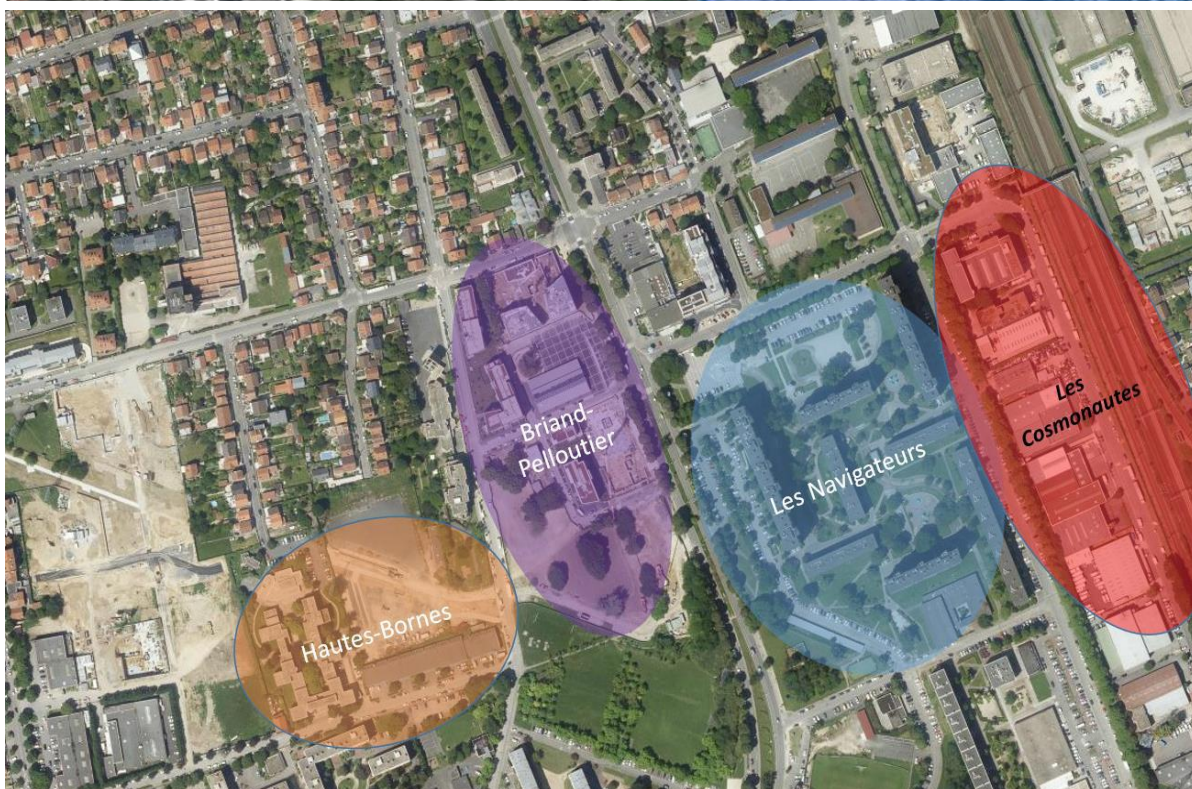 Briand-
Pelloutier
Les Navigateurs
Les
Cosmonautes
Hautes-Bornes